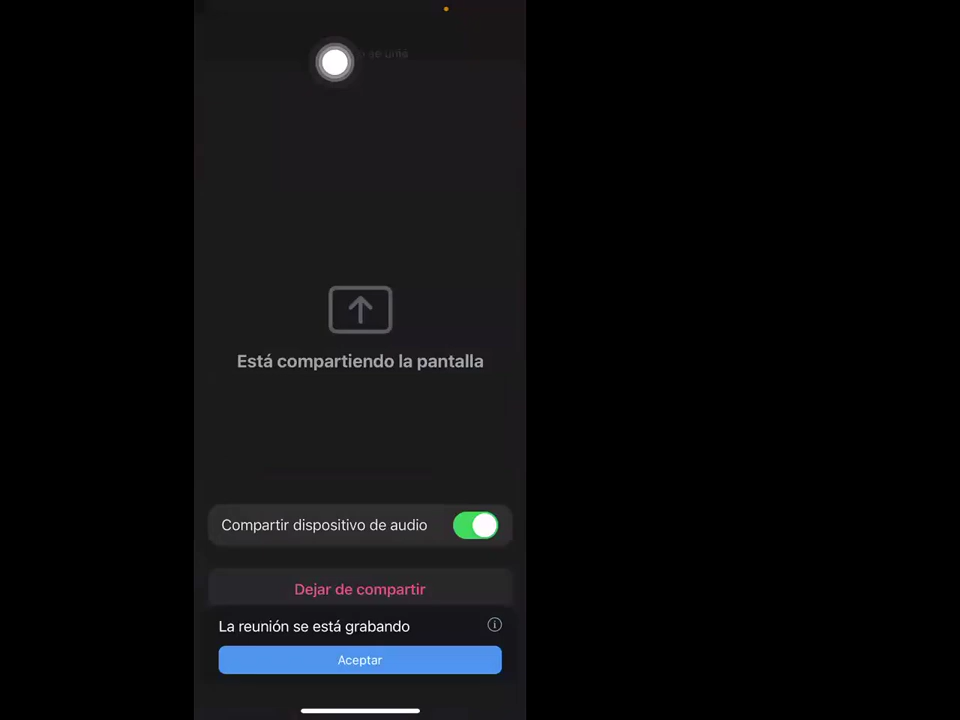 Está compartiendo la pantalla
Compartir dispositivo de audio
Dejar de compartir
La reunión se está grabando
Aceptar